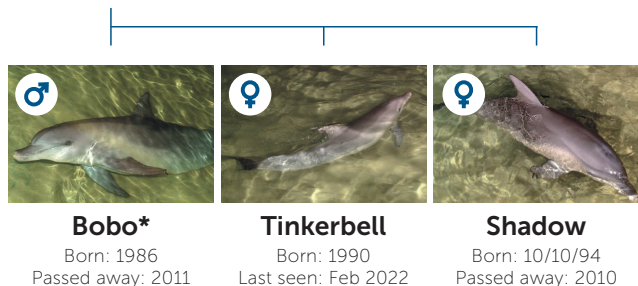 Bobo*
Born: 1986
Passed away: 2011
Tinkerbell
Born: 1990
Last seen: Feb 2022
Shadow
Born: 10/10/94
Passed away: 2010